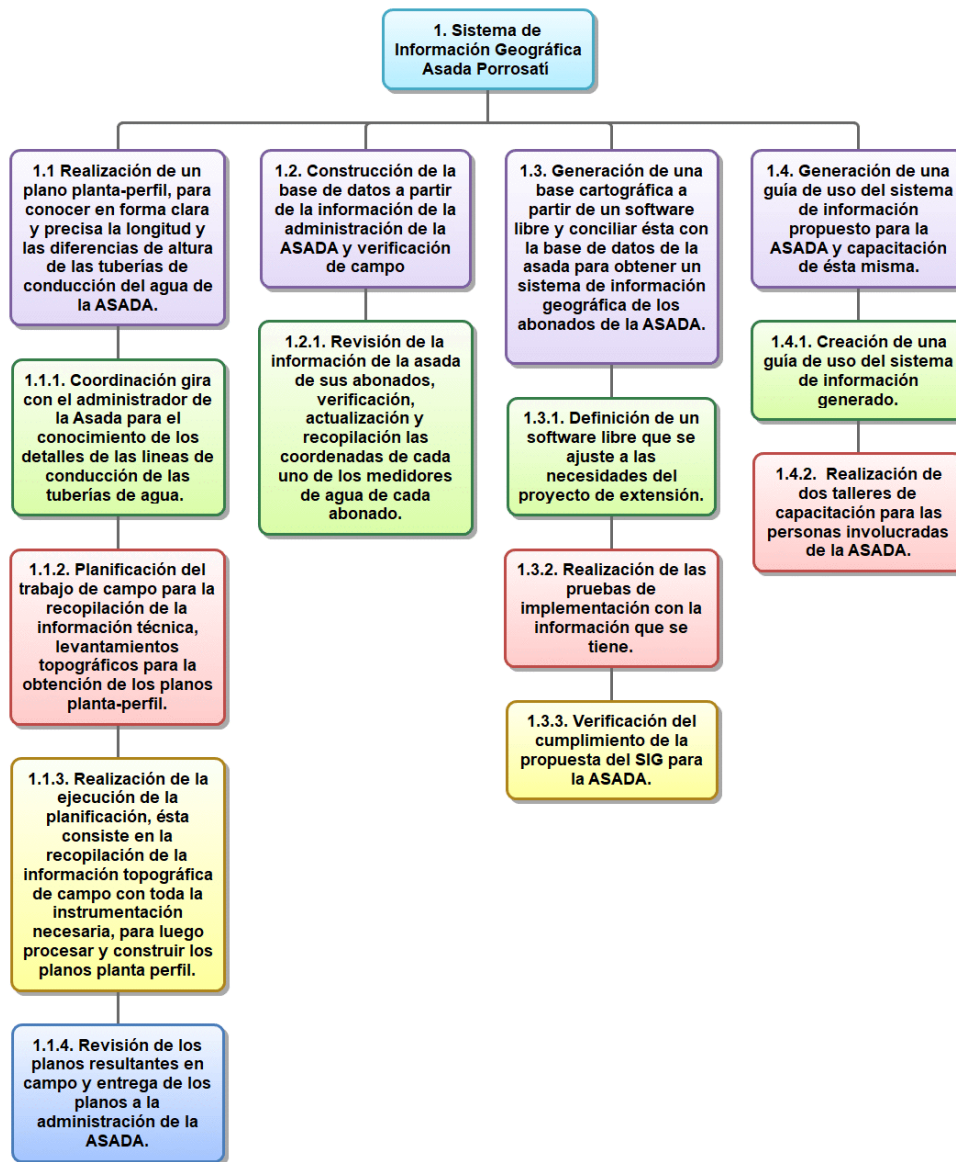 1. Sistema de
Información Geográfica
Asada Porrosatí
1.1 Realización de un
plano planta-perfil, para
conocer en forma clara
y precisa la longitud y
las diferencias de altura
de las tuberías de
conducción del agua de
la ASADA.
1.1.1. Coordinación gira
con el administrador de
la Asada para el
conocimiento de los
detalles de las lineas de
conducción de las
tuberías de agua.
1.1.2. Planificación del
trabajo de campo para la
recopilación de la
información técnica,
levantamientos
topográficos para la
obtención de los planos
planta-perfil.
1.1.3. Realización de la
ejecución de la
planificación, ésta
consiste en la
recopilación de la
información topográfica
de campo con toda la
instrumentación
necesaria, para luego
procesar y construir los
planos planta perfil.
1.1.4. Revisión de los
planos resultantes en
campo y entrega de los
planos a la
administración de la
ASADA.
1.2. Construcción de la
base de datos a partir
de la información de la
administración de la
ASADA y verificación
de campo
1.2.1. Revisión de la
información de la asada
de sus abonados,
verificación,
actualización y
recopilación las
coordenadas de cada
uno de los medidores
de agua de cada
abonado.
1.3. Generación de una
base cartográfica a
partir de un software
libre y conciliar ésta
con la base de datos de la
asada para obtener un
sistema de información
geográfica de los
abonados de la ASADA.
1.3.1. Definición de un
software libre que se
ajuste a las
necesidades del
proyecto de extensión.
1.3.2. Realización de las
pruebas de
implementación con la
información que se
tiene.
1.3.3. Verificación del
cumplimiento de la
propuesta del SIG para
la ASADA.
1.4. Generación de una
guía de uso del sistema
de información
propuesto para la
ASADA y capacitación
de ésta misma.
1.4.1. Creación de una
guía de uso del sistema
de información
generado.
1.4.2. Realización de
dos talleres de
capacitación para las
personas involucradas
de la ASADA.